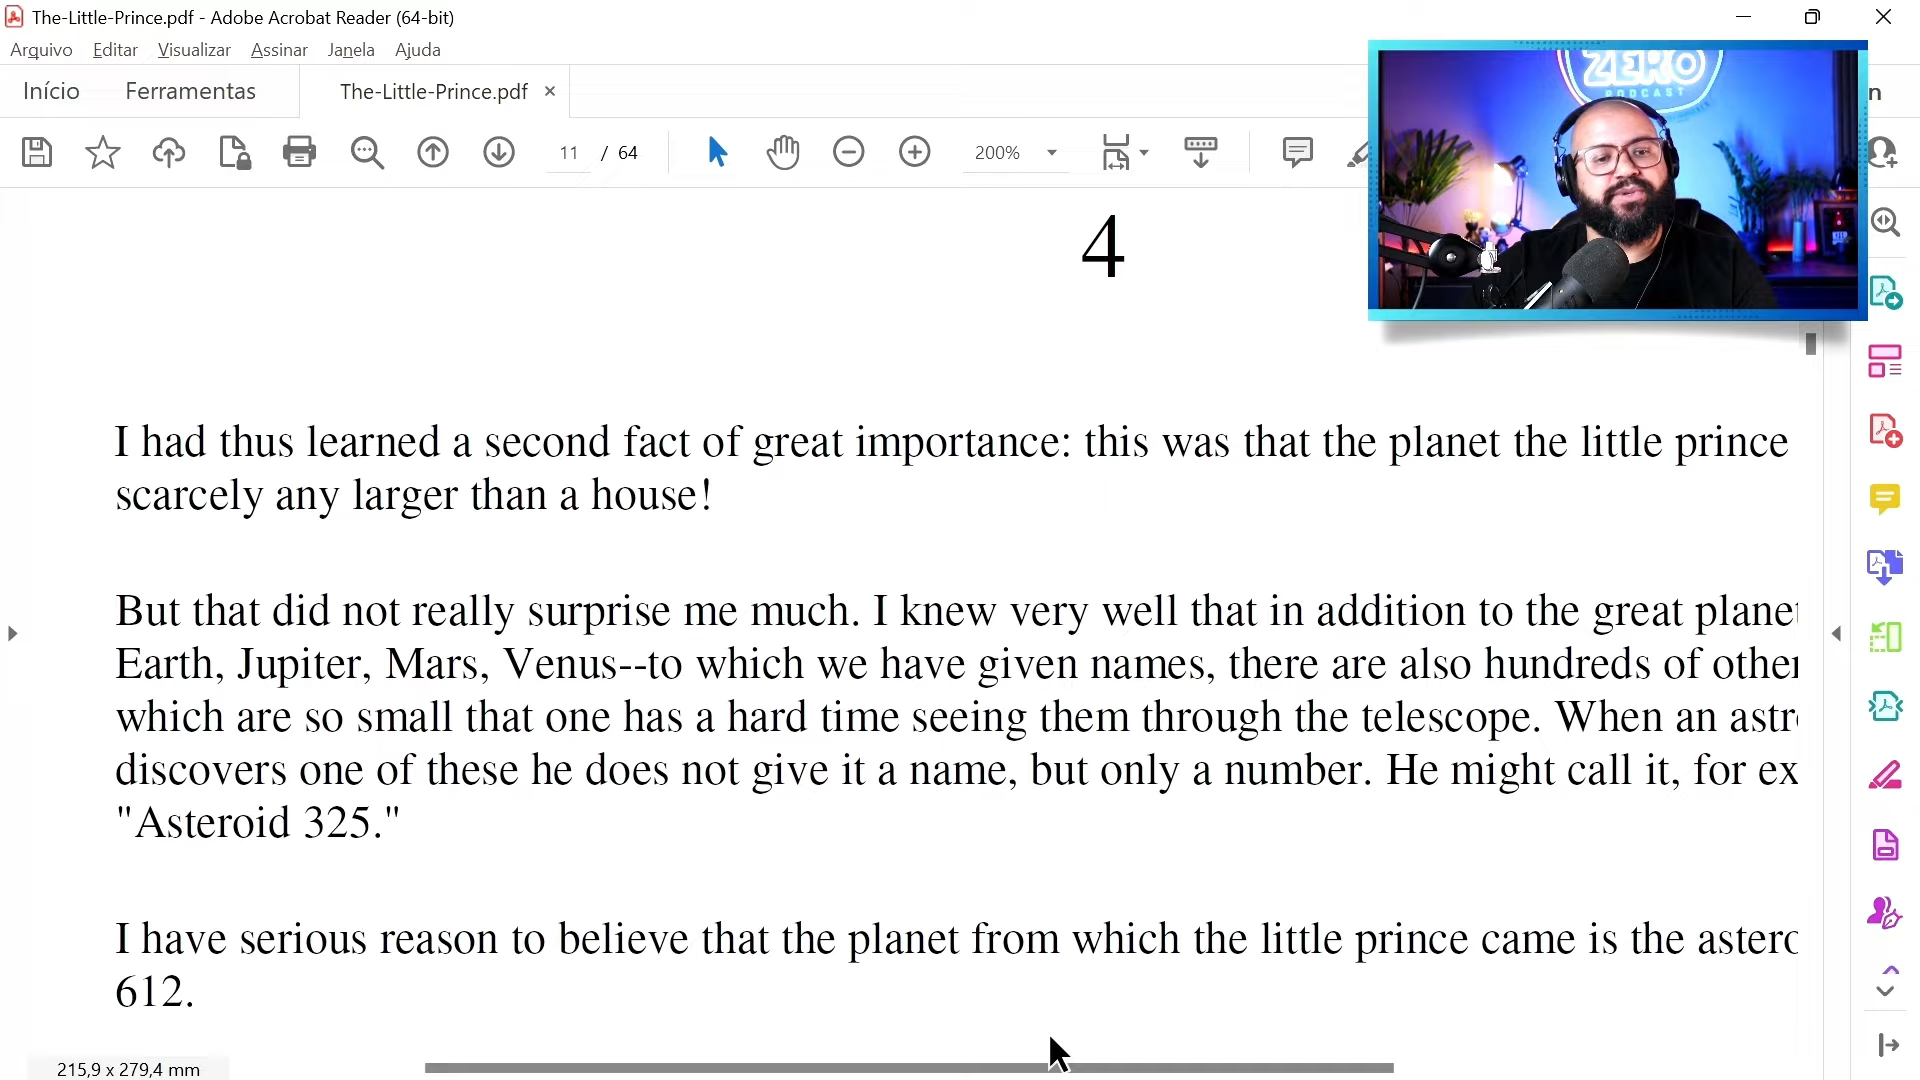 The-Little-Prince.pdf - Adobe Acrobat Reader (64-bit)
Arquivo Editar Visualizar Assinar Janela Ajuda
Início Ferramentas The-Little-Prince.pdf
11 / 64 200%
ZERO
PODCAST
4
I had thus learned a second fact of great importance: this was that the planet the little prince
scarcely any larger than a house!
But that did not really surprise me much. I knew very well that in addition to the great
Earth, Jupiter, Mars, Venus--to which we have given names, there are also hundreds of
which are so small that one has a hard time seeing them through the telescope. When an
discovers one of these he does not give it a name, but only a number. He might call it, for
"Asteroid 325."
I have serious reason to believe that the planet from which the little prince came is the
612.
215,9 x 279,4 mm